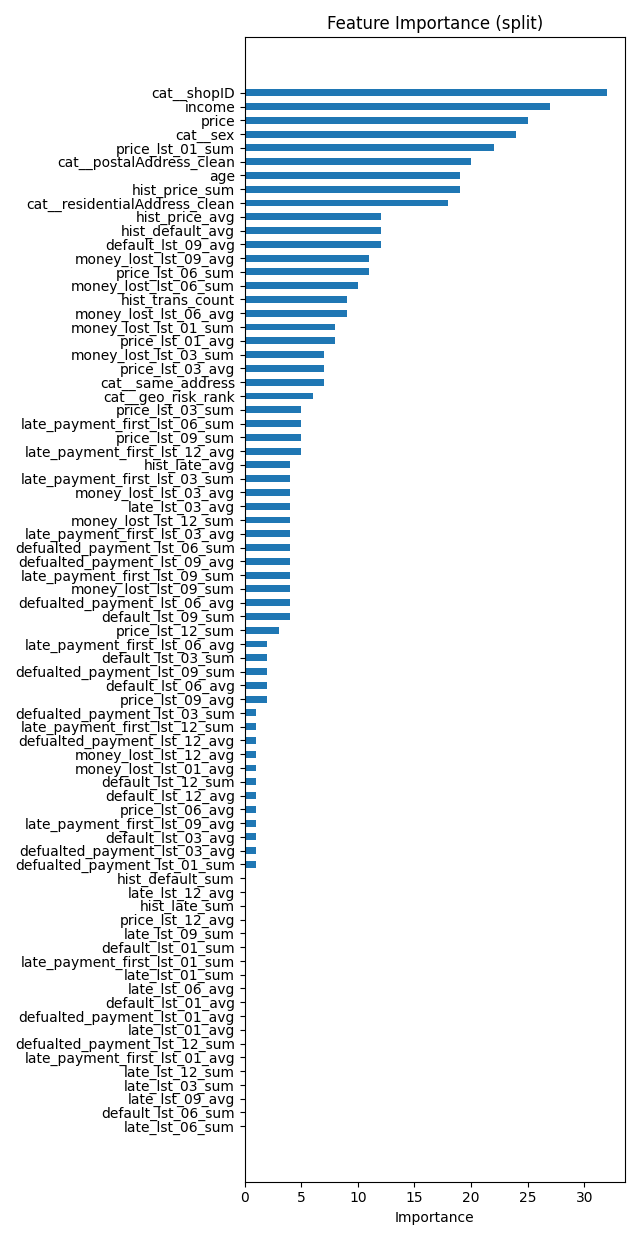 Feature Importance (split)
cat__shopID
income
price
cat__sex
price_lst_01_sum
cat__postalAddress_clean
age
hist_price_sum
cat__residentialAddress_clean
hist_price_avg
hist_default_avg
default_lst_09_avg
money_lost_lst_09_avg
price_lst_06_sum
money_lost_lst_06_sum
hist_trans_count
money_lost_lst_06_avg
money_lost_lst_01_sum
price_lst_01_avg
money_lost_lst_03_sum
price_lst_03_avg
cat__same_address
cat__geo_risk_rank
price_lst_03_sum
late_payment_first_lst_06_sum
price_lst_09_sum
late_payment_first_lst_12_avg
hist_late_avg
late_payment_first_lst_03_sum
money_lost_lst_03_avg
late_lst_03_avg
money_lost_lst_12_sum
late_payment_first_lst_03_avg
defualted_payment_lst_06_sum
defualted_payment_lst_09_avg
late_payment_first_lst_09_sum
money_lost_lst_09_sum
defualted_payment_lst_06_avg
default_lst_09_sum
price_lst_12_sum
late_payment_first_lst_06_avg
default_lst_03_sum
defualted_payment_lst_09_sum
default_lst_06_avg
price_lst_09_avg
defualted_payment_lst_03_sum
late_payment_first_lst_12_sum
defualted_payment_lst_12_avg
money_lost_lst_12_avg
money_lost_lst_01_avg
default_lst_12_sum
default_lst_12_avg
price_lst_06_avg
late_payment_first_lst_09_avg
default_lst_03_avg
defualted_payment_lst_03_avg
defualted_payment_lst_01_sum
hist_default_sum
late_lst_12_avg
hist_late_sum
price_lst_12_avg
late_lst_09_sum
default_lst_01_sum
late_payment_first_lst_01_sum
late_lst_01_sum
late_lst_06_avg
default_lst_01_avg
defualted_payment_lst_01_avg
late_lst_01_avg
defualted_payment_lst_12_sum
late_payment_first_lst_01_avg
late_lst_12_sum
late_lst_03_sum
late_lst_09_avg
default_lst_06_sum
late_lst_06_sum
0 5 10 15 20 25 30
Importance